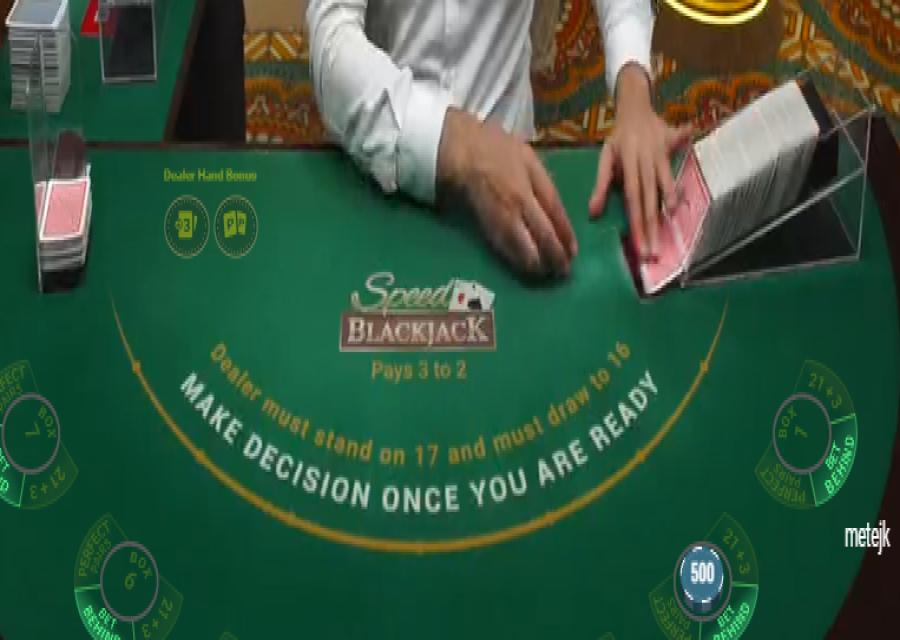 Dealer Hand Bonus
Speed
BLACKJACK
Pays 3 to 2
Dealer must stand on 17 and must draw to 16
MAKE DECISION ONCE YOU ARE READY
PERFECT
PAIRS
BOX
7
BET
BEHIND
21+3
21+3
BOX
BET
BEHIND
PERFECT
PAIRS
metejk
PERFECT
PAIRS
BOX
6
BET
BEHIND
21+3
21+3
500
PERFECT
PAIRS
BET
BEHIND